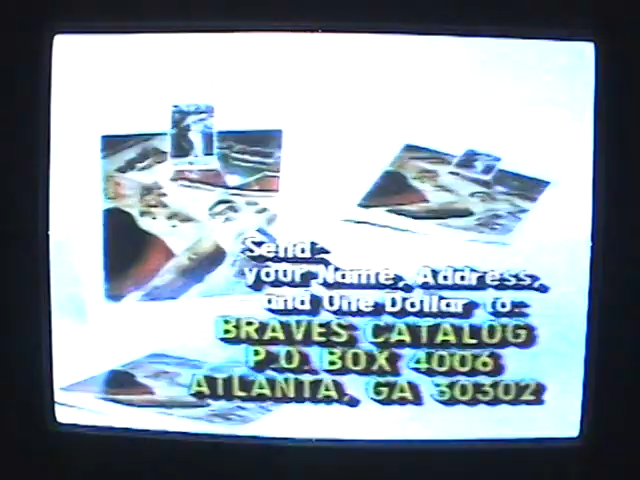 Send
your Name, Address,
and One Dollar to:
BRAVES CATALOG
P.O. BOX 4006
ATLANTA, GA 30302